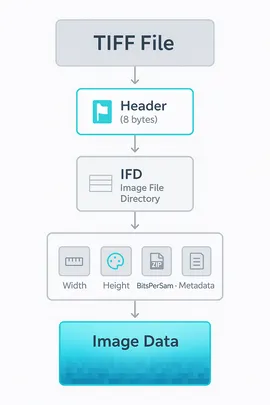 TIFF File
Header
(8 bytes)
IFD
Image File
Directory
ZIP
Width Height BitsPerSam · Metadata
Image Data